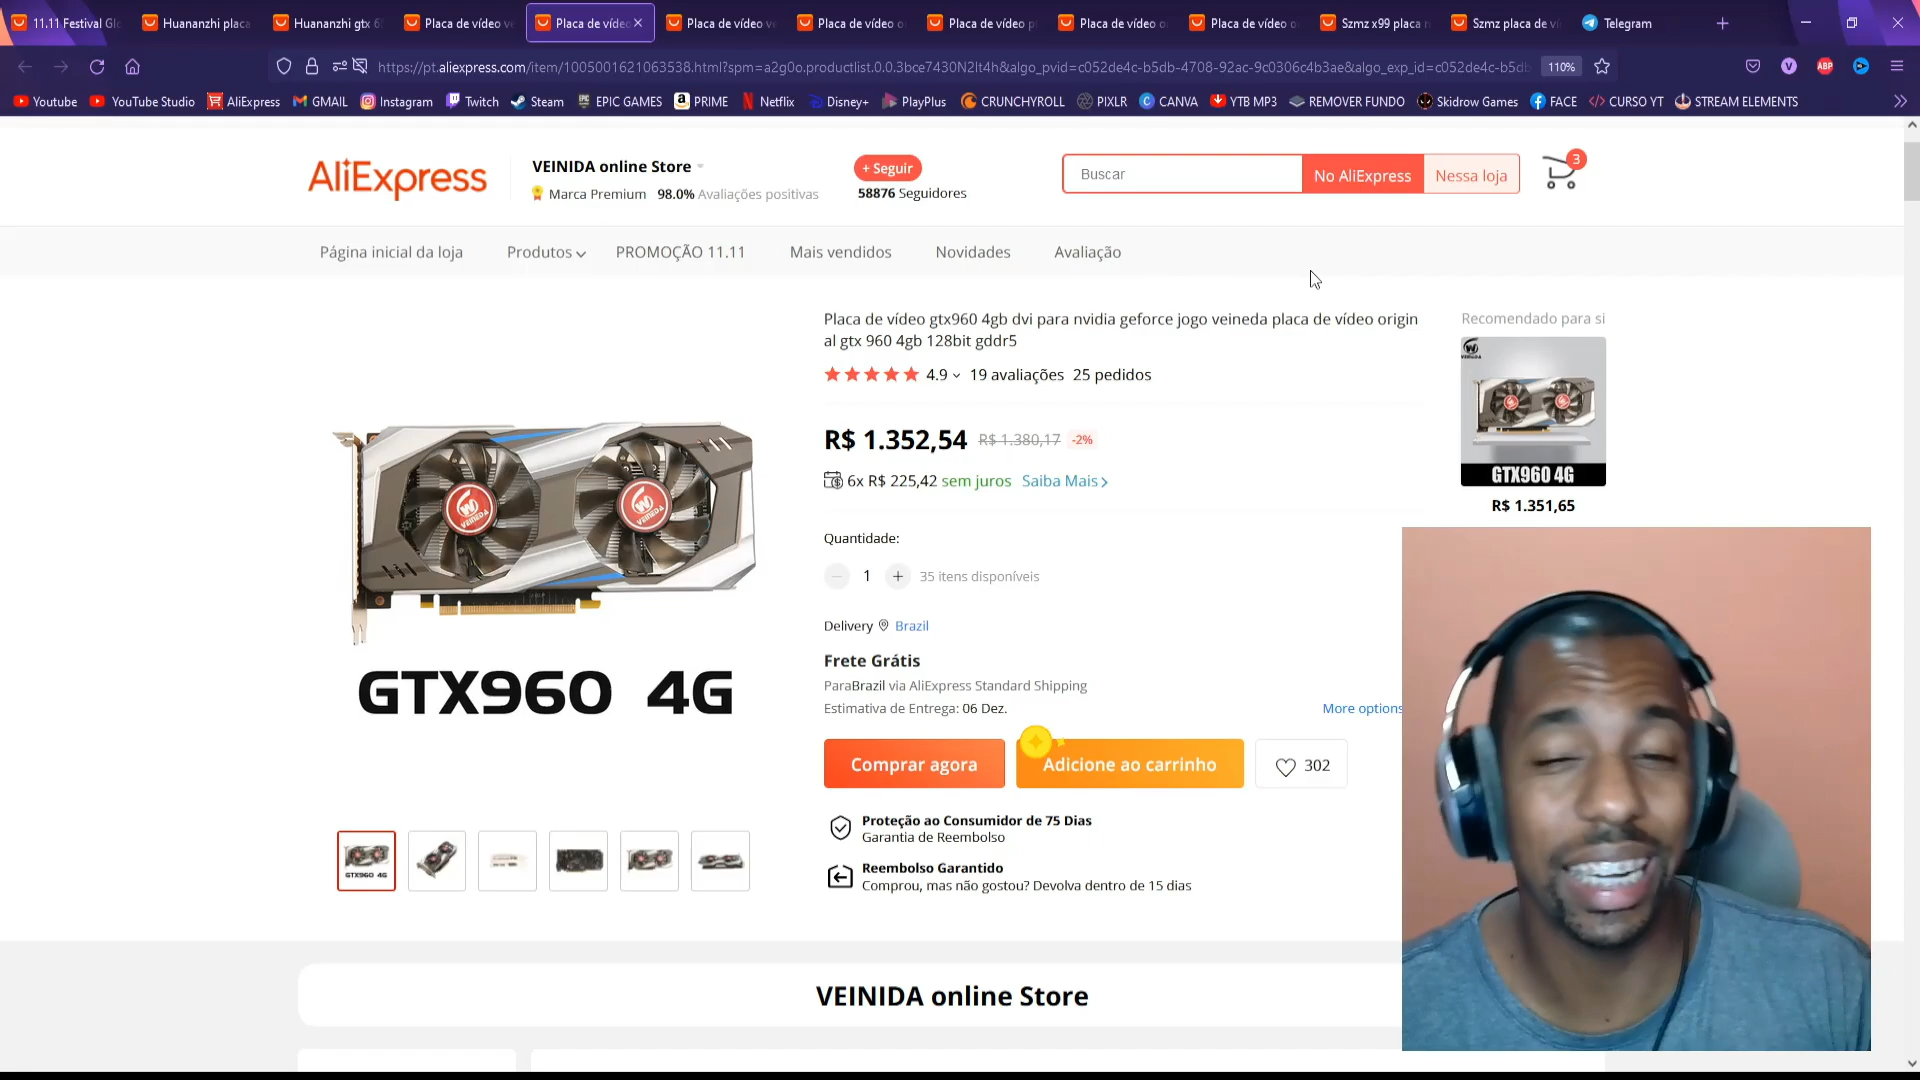 11.11 Festival Gl
Huananzhi placa
Huananzhi gtx 6
Placa de vídeo v
Placa de víde
Placa de vídeo v
Placa de vídeo o
Placa de vídeo p
Placa de vídeo o
Placa de vídeo o
Szmz x99 placa
Szmz placa de ví
Telegram
https://pt.aliexpress.com/item/1005001621063538.html?spm=a2g0o.productlist.0.0.3bce7430N2lt4h&algo_pvid=c052de4c-b5db-4708-92ac-9c0306c4b3ae&algo_exp_id=c052de4c-b5db
110%
ABP
Youtube
YouTube Studio
AliExpress
GMAIL
Instagram
Twitch
Steam
EPIC GAMES
PRIME
Netflix
Disney+
PlayPlus
CRUNCHYROLL
PIXLR
CANVA
YTB MP3
REMOVER FUNDO
Skidrow Games
FACE
CURSO YT
STREAM ELEMENTS
AliExpress
VEINIDA online Store
Marca Premium 98.0% Avaliações positivas
+ Seguir
58876 Seguidores
Buscar
No AliExpress
Nessa loja
3
Página inicial da loja
Produtos
PROMOÇÃO 11.11
Mais vendidos
Novidades
Avaliação
Placa de vídeo gtx960 4gb dvi para nvidia geforce jogo veineda placa de vídeo origin
al gtx 960 4gb 128bit gddr5
4.9 19 avaliações 25 pedidos
R$ 1.352,54 R$ 1.380,17 -2%
6x R$ 225,42 sem juros Saiba Mais
Quantidade:
1 + 35 itens disponíveis
Delivery Brazil
Frete Grátis
ParaBrazil via AliExpress Standard Shipping
Estimativa de Entrega: 06 Dez.
More options
Comprar agora
Adicione ao carrinho
302
Proteção ao Consumidor de 75 Dias
Garantia de Reembolso
Reembolso Garantido
Comprou, mas não gostou? Devolva dentro de 15 dias
VEINIDA
VEINIDA
GTX960 4G
GTX960 4G
Recomendado para si
VEINIDA
GTX960 4G
R$ 1.351,65
VEINIDA online Store